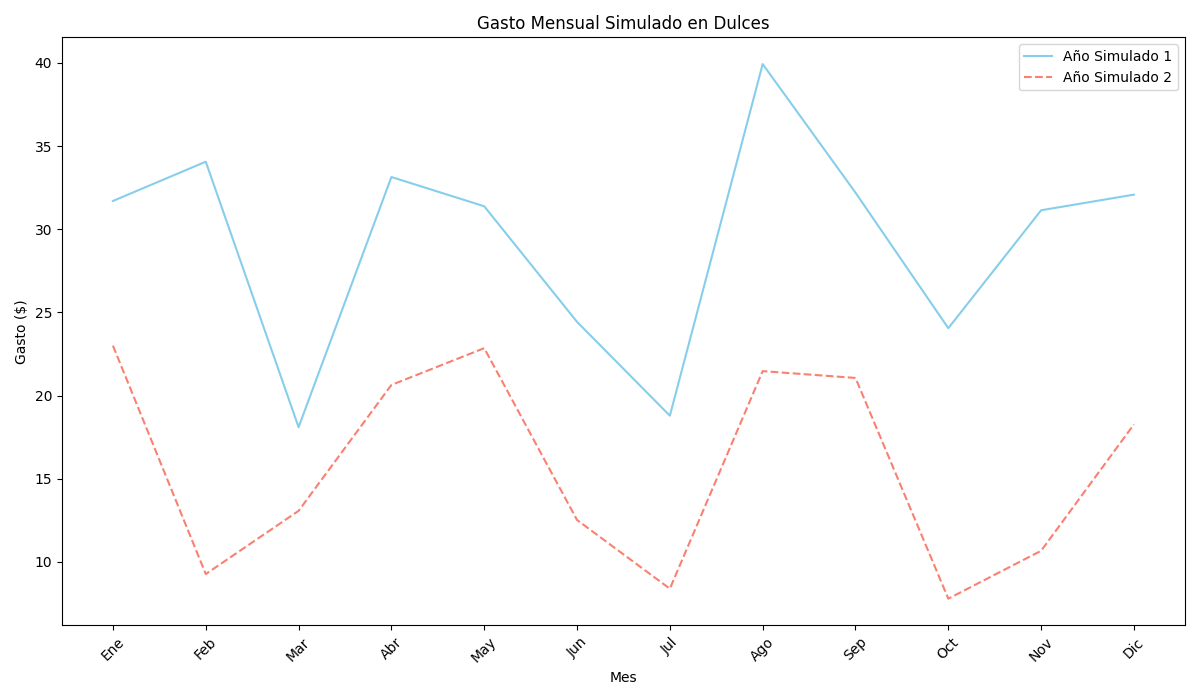 Gasto Mensual Simulado en Dulces
Año Simulado 1
Año Simulado 2
Gasto ($)
40
35
30
25
20
15
10
Ene
Feb
Mar
Abr
May
Jun
Jul
Ago
Sep
Oct
Nov
Dic
Mes